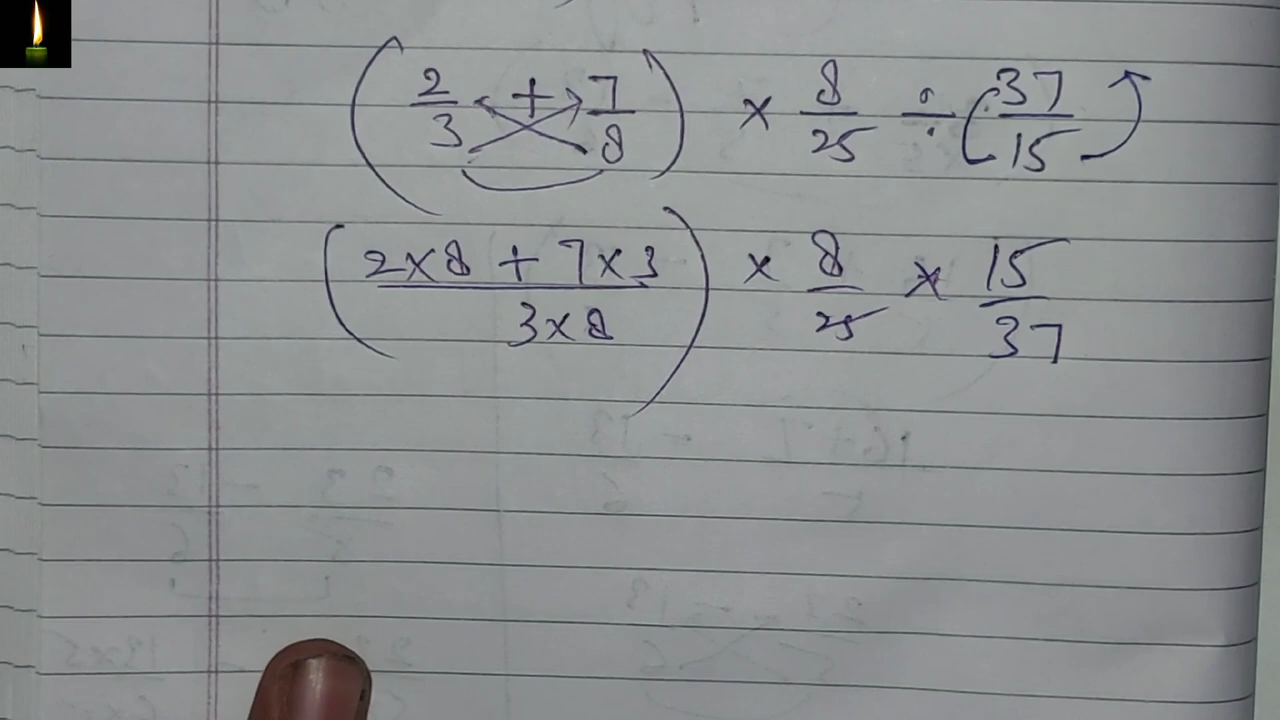 (2/3 + 7/8) × 8/25 ÷ 37/15
(2×8 + 7×3 / 3×8) × 8/25 × 15/37